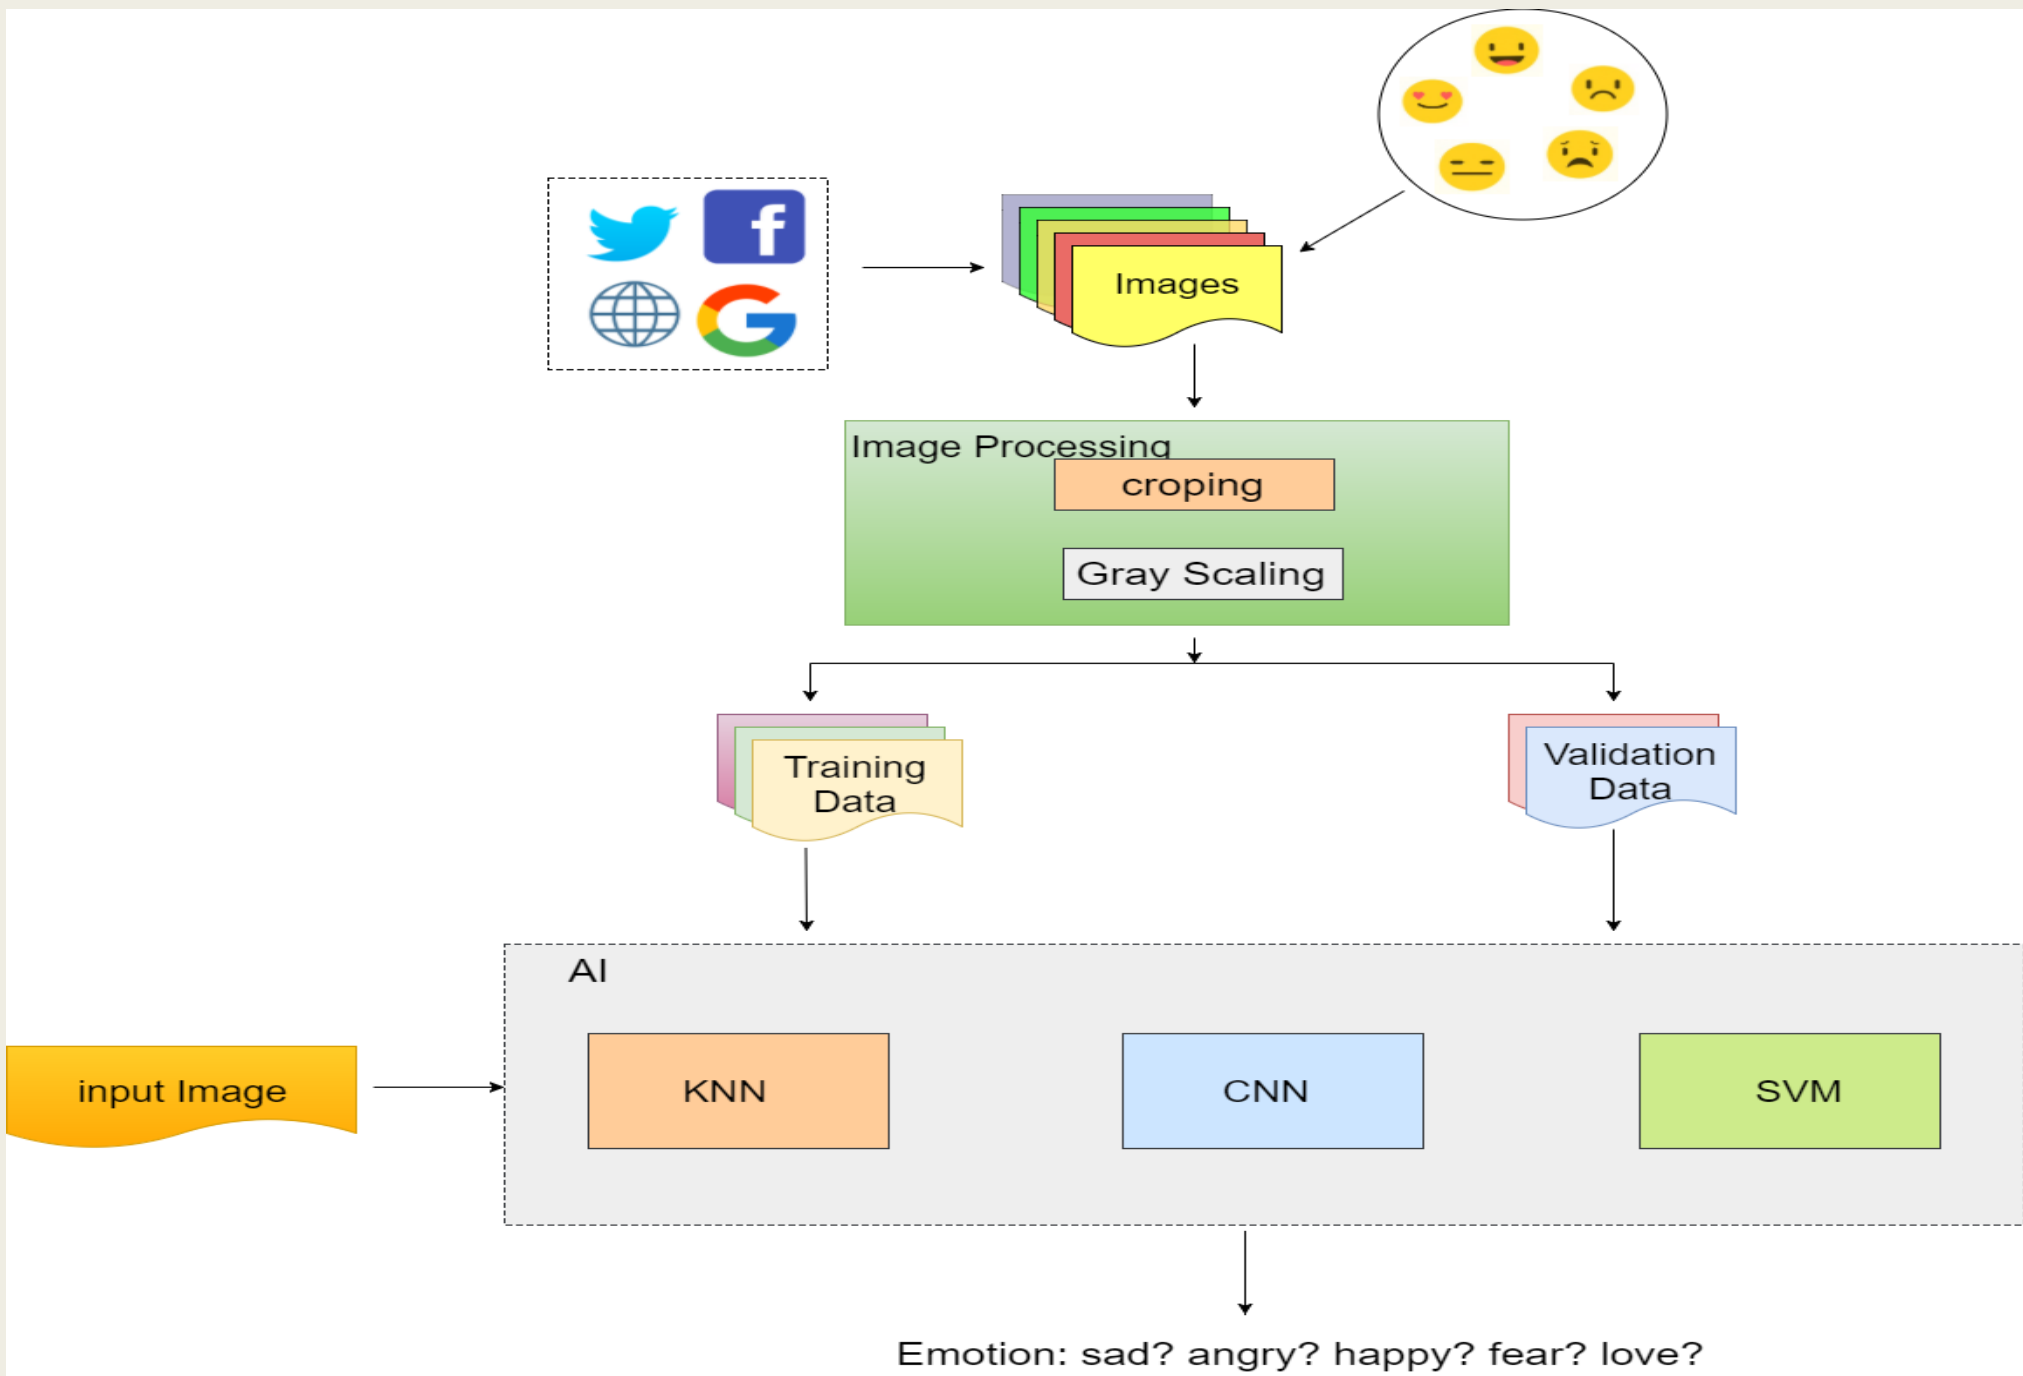 f
G
Images
Image Processing
croping
Gray Scaling
Training
Data
Validation
Data
AI
input Image
KNN
CNN
SVM
Emotion: sad? angry? happy? fear? love?